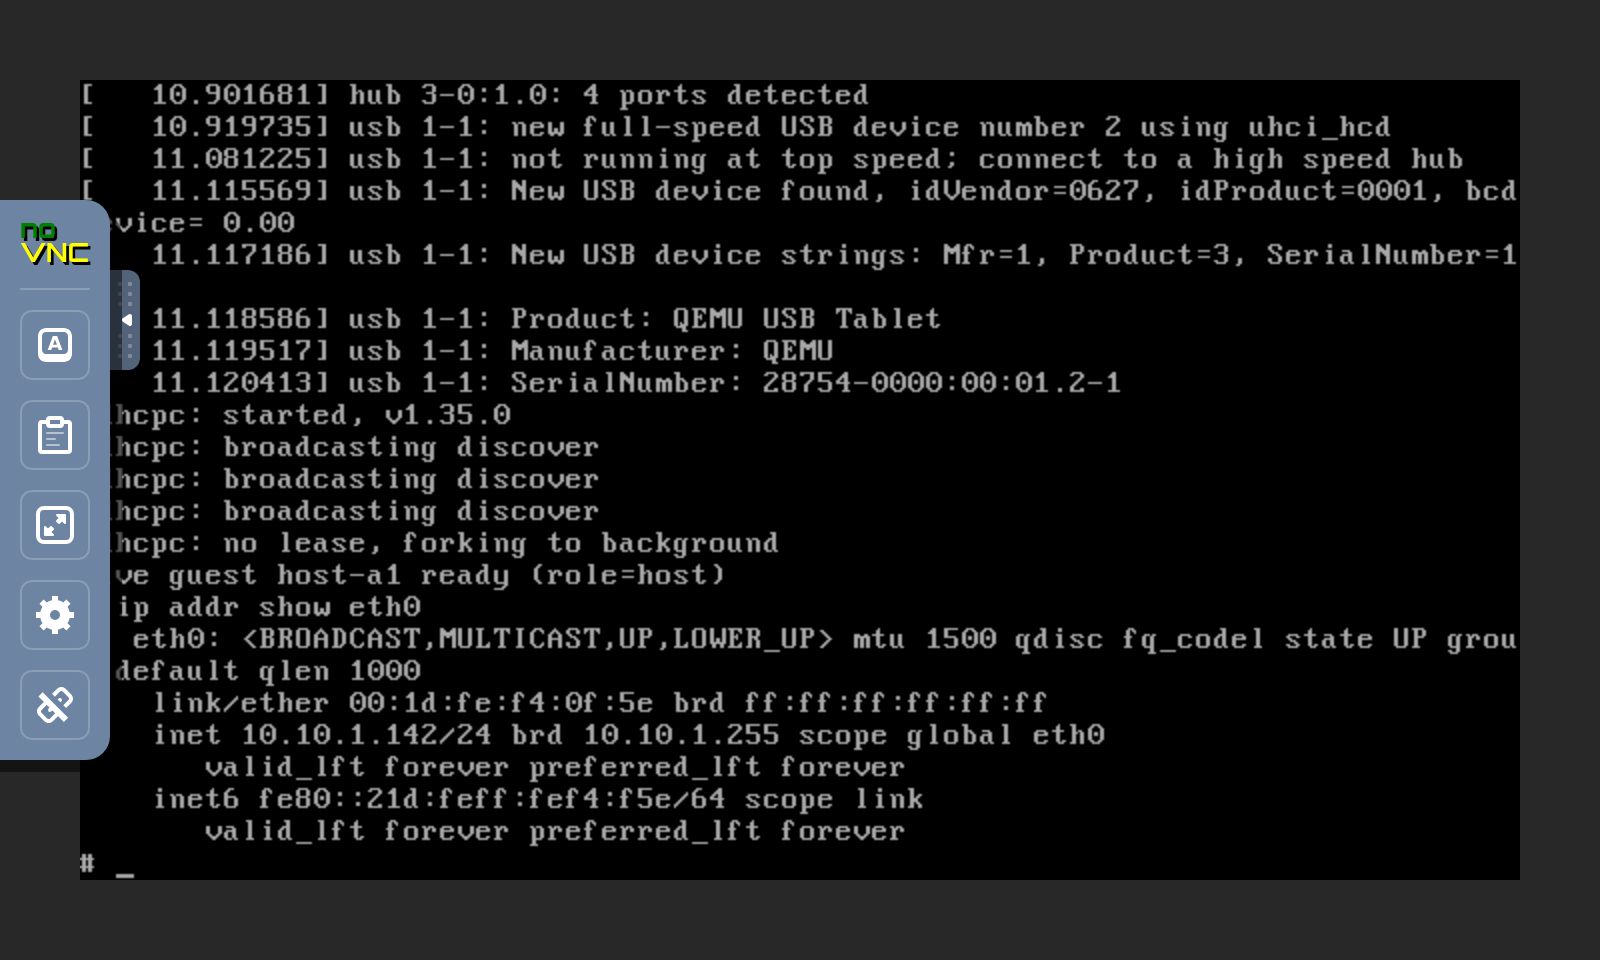 [   10.901681] hub 3-0:1.0: 4 ports detected
[   10.919735] usb 1-1: new full-speed USB device number 2 using uhci_hcd
[   11.081225] usb 1-1: not running at top speed; connect to a high speed hub
[   11.115569] usb 1-1: New USB device found, idVendor=0627, idProduct=0001, bcd
vice= 0.00
no
VNC
11.117186] usb 1-1: New USB device strings: Mfr=1, Product=3, SerialNumber=1
11.118586] usb 1-1: Product: QEMU USB Tablet
A
11.119517] usb 1-1: Manufacturer: QEMU
11.120413] usb 1-1: SerialNumber: 28754-0000:00:01.2-1
hcpc: started, v1.35.0
hcpc: broadcasting discover
hcpc: broadcasting discover
hcpc: broadcasting discover
hcpc: no lease, forking to background
ve guest host-a1 ready (role=host)
ip addr show eth0
eth0: <BROADCAST,MULTICAST,UP,LOWER_UP> mtu 1500 qdisc fq_codel state UP grou
default qlen 1000
link/ether 00:1d:fe:f4:0f:5e brd ff:ff:ff:ff:ff:ff
inet 10.10.1.142/24 brd 10.10.1.255 scope global eth0
valid_lft forever preferred_lft forever
inet6 fe80::21d:feff:fef4:f5e/64 scope link
valid_lft forever preferred_lft forever
# _